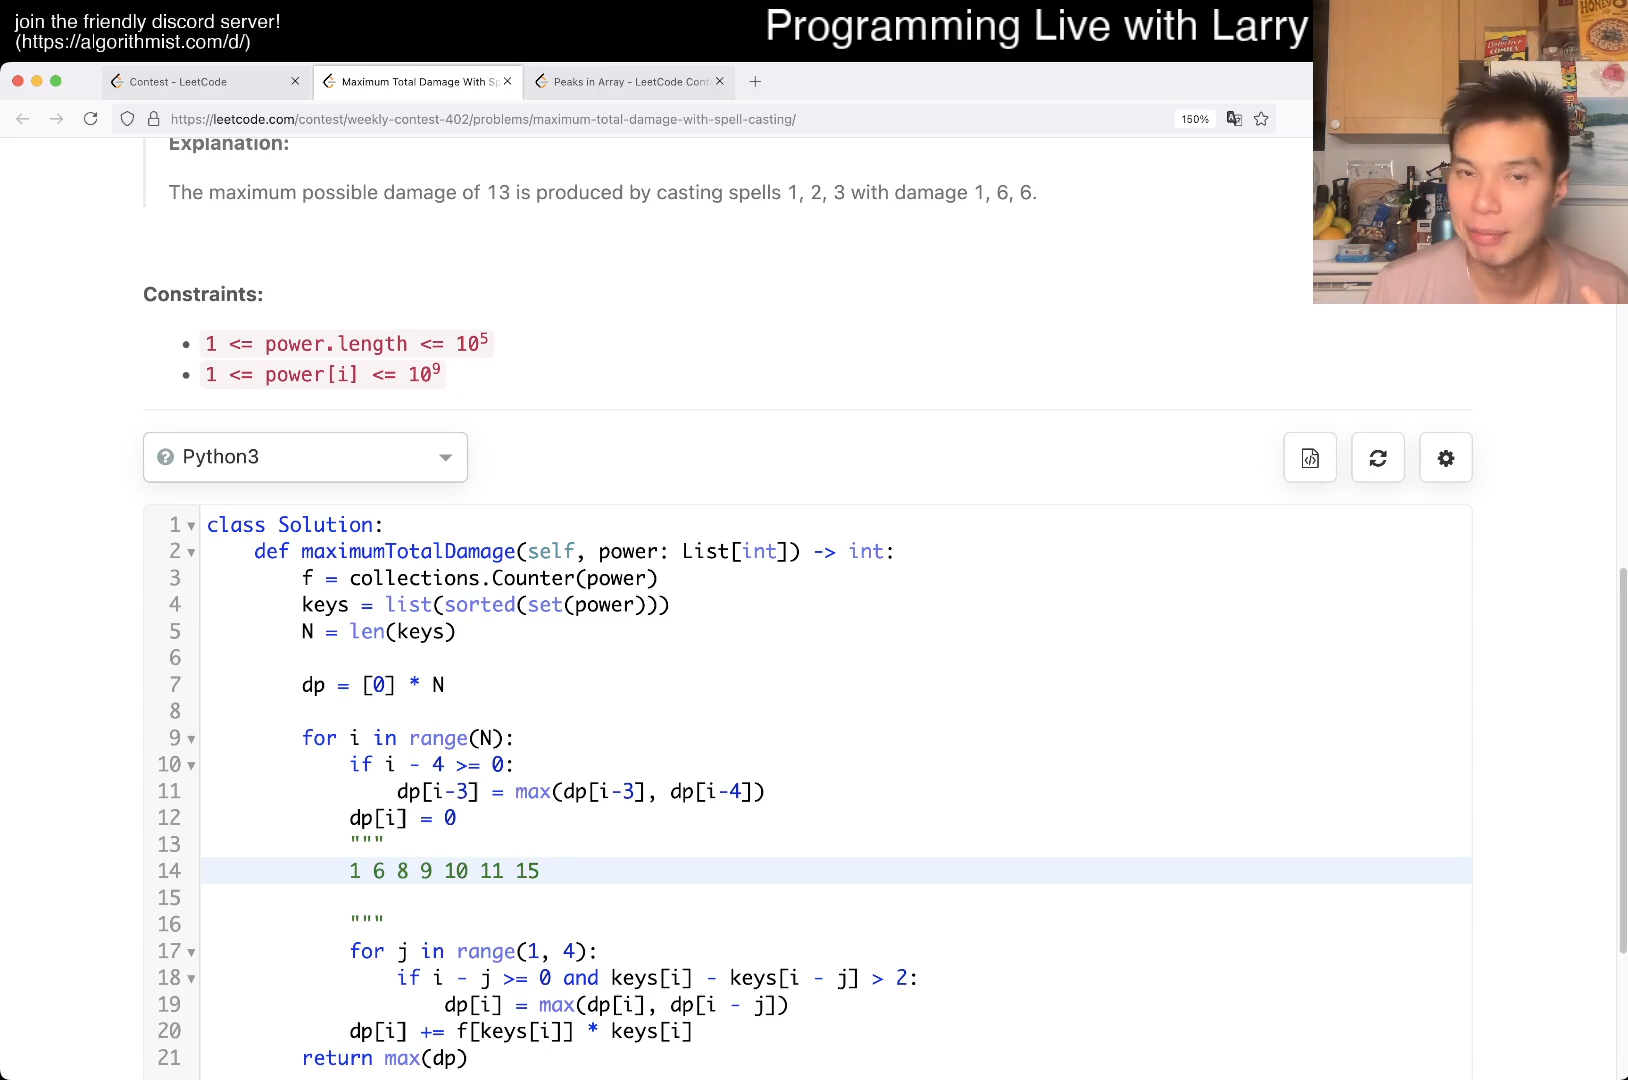 join the friendly discord server!
(https://algorithmist.com/d/)
Programming Live with Larry
Contest - LeetCode
Maximum Total Damage With Sp
Peaks in Array - LeetCode Cont
https://leetcode.com/contest/weekly-contest-402/problems/maximum-total-damage-with-spell-casting/
150%
Explanation:
The maximum possible damage of 13 is produced by casting spells 1, 2, 3 with damage 1, 6, 6.
Constraints:
• 1 <= power.length <= 10⁵
• 1 <= power[i] <= 10⁹
Python3
1 class Solution:
2     def maximumTotalDamage(self, power: List[int]) -> int:
3         f = collections.Counter(power)
4         keys = list(sorted(set(power)))
5         N = len(keys)
6
7         dp = [0] * N
8
9         for i in range(N):
10             if i - 4 >= 0:
11                 dp[i-3] = max(dp[i-3], dp[i-4])
12             dp[i] = 0
13             """
14             1 6 8 9 10 11 15
15
16             """
17             for j in range(1, 4):
18                 if i - j >= 0 and keys[i] - keys[i - j] > 2:
19                     dp[i] = max(dp[i], dp[i - j])
20             dp[i] += f[keys[i]] * keys[i]
21         return max(dp)